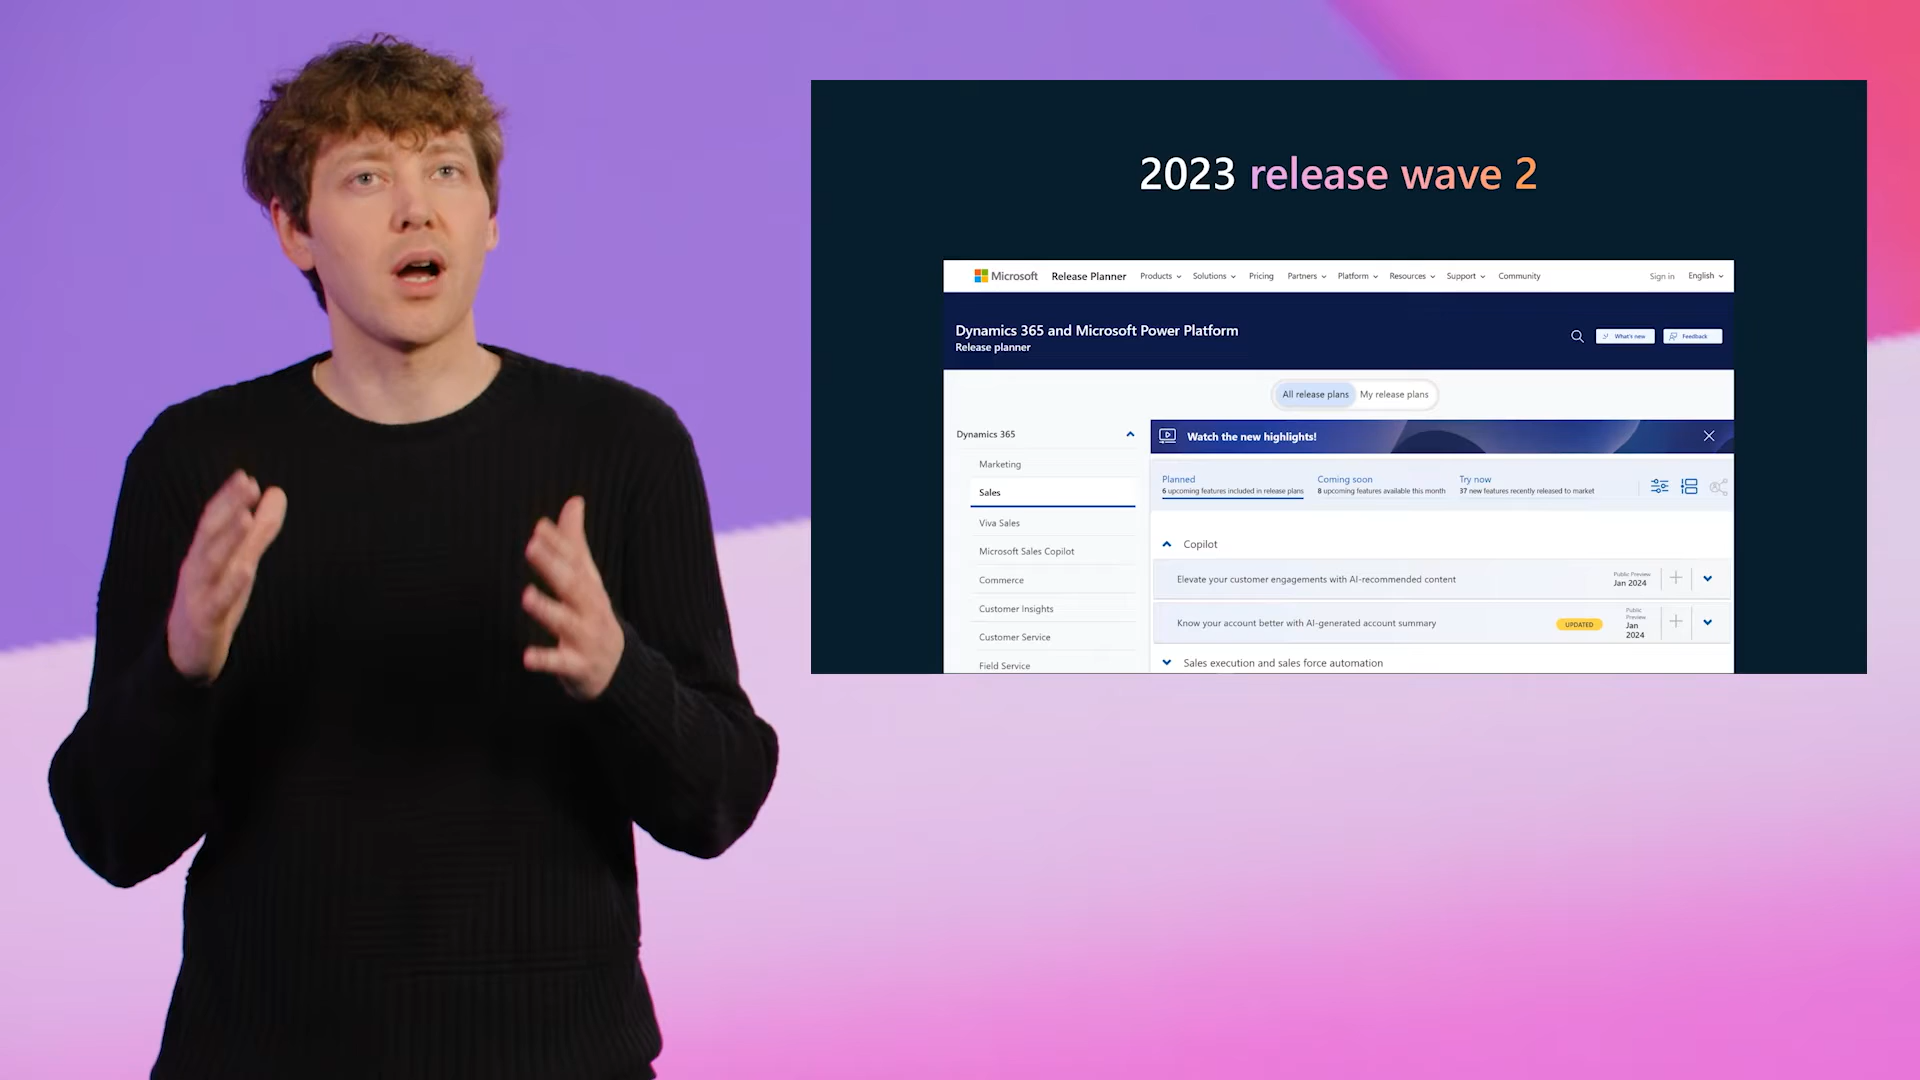 2023 release wave 2
Microsoft Release Planner Products Solutions Pricing Partners Platform Resources Support Community Sign in English
Dynamics 365 and Microsoft Power Platform
Release planner
What's new Feedback
All release plans My release plans
Dynamics 365
Marketing
Sales
Viva Sales
Microsoft Sales Copilot
Commerce
Customer Insights
Customer Service
Field Service
Watch the new highlights!
Planned
6 upcoming features included in release plans
Coming soon
8 upcoming features available this month
Try now
37 new features recently released to market
Copilot
Elevate your customer engagements with AI-recommended content
Public Preview
Jan 2024
Know your account better with AI-generated account summary
UPDATED
Public
Preview
Jan
2024
Sales execution and sales force automation